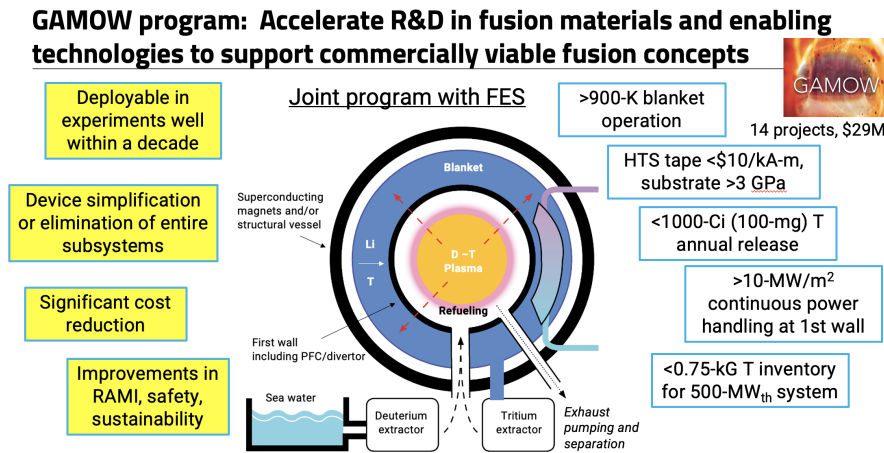 GAMOW program:  Accelerate R&D in fusion materials and enabling
technologies to support commercially viable fusion concepts
GAMOW
14 projects, $29M
Joint program with FES
Deployable in
experiments well
within a decade
Device simplification
or elimination of entire
subsystems
Significant cost
reduction
Improvements in
RAMI, safety,
sustainability
Superconducting
magnets and/or
structural vessel
First wall
including PFC/divertor
Blanket
Li
T
D –T
Plasma
Refueling
Sea water
Deuterium
extractor
Tritium
extractor
Exhaust
pumping and
separation
>900-K blanket
operation
HTS tape <$10/kA-m,
substrate >3 GPa
<1000-Ci (100-mg) T
annual release
>10-MW/m²
continuous power
handling at 1st wall
<0.75-kG T inventory
for 500-MWth system